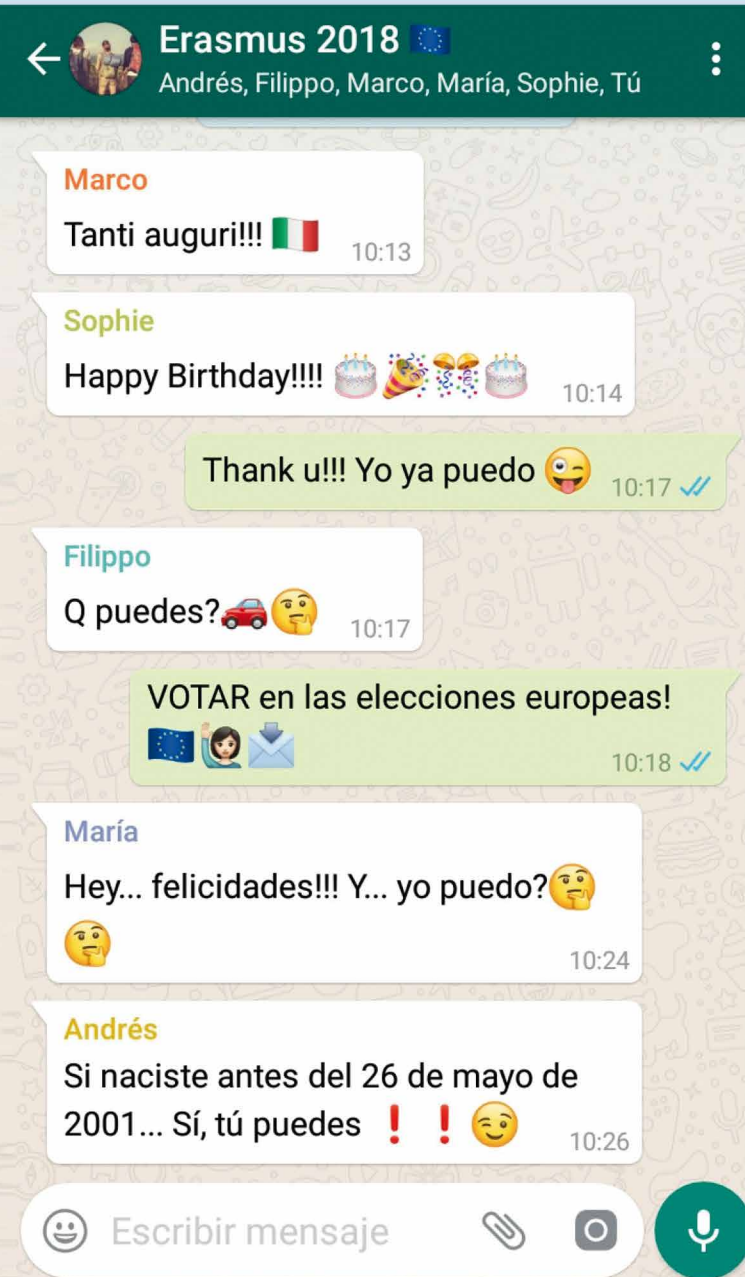 Erasmus 2018 🇪🇺
Andrés, Filippo, Marco, María, Sophie, Tú
Marco
Tanti auguri!!! 🇮🇹
10:13
Sophie
Happy Birthday!!!! 🎂🎉🎊🎂
10:14
Thank u!!! Yo ya puedo 😜
10:17
Filippo
Q puedes?🚗🤔
10:17
VOTAR en las elecciones europeas!
🇪🇺🙋🏻📩
10:18
María
Hey... felicidades!!! Y... yo puedo?🤔
🤔
10:24
Andrés
Si naciste antes del 26 de mayo de
2001... Sí, tú puedes ❗❗😉
10:26
Escribir mensaje